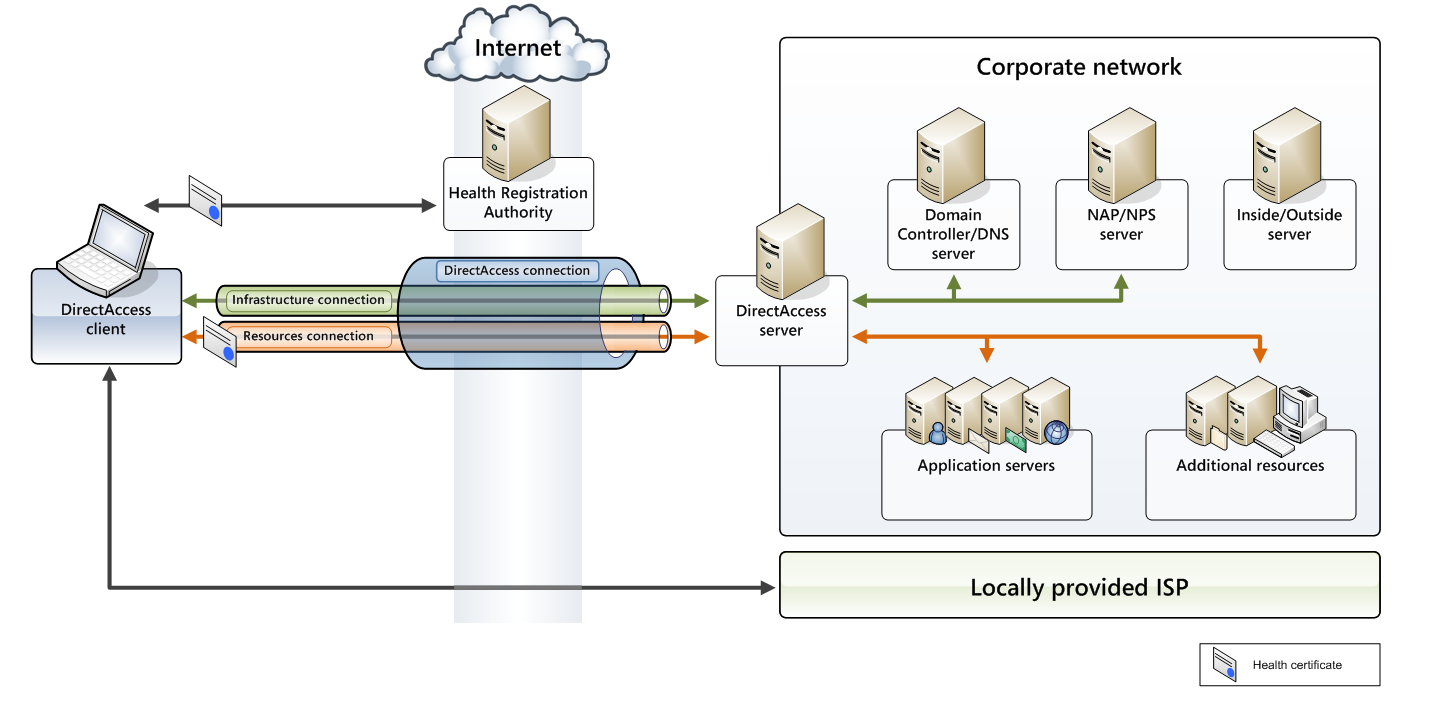 Internet
Corporate network
Health Registration
Authority
Domain
Controller/DNS
server
NAP/NPS
server
Inside/Outside
server
DirectAccess connection
Infrastructure connection
Resources connection
DirectAccess
client
DirectAccess
server
Application servers
Additional resources
Locally provided ISP
Health certificate